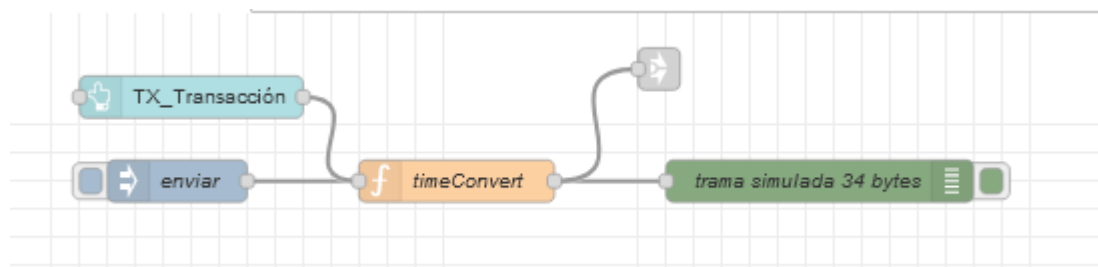 TX_Transacción
enviar
timeConvert
trama simulada 34 bytes